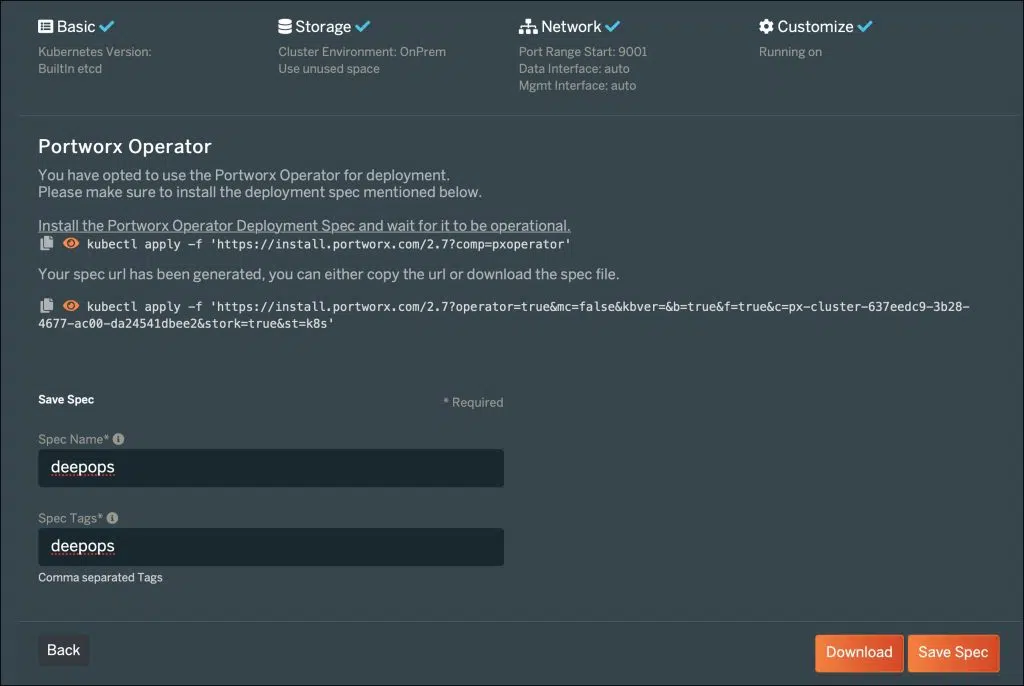 Basic
Storage
Network
Customize
Kubernetes Version:
BuiltIn etcd
Cluster Environment: OnPrem
Use unused space
Port Range Start: 9001
Data Interface: auto
Mgmt Interface: auto
Running on
Portworx Operator
You have opted to use the Portworx Operator for deployment.
Please make sure to install the deployment spec mentioned below.
Install the Portworx Operator Deployment Spec and wait for it to be operational.
kubectl apply -f 'https://install.portworx.com/2.7?comp=pxoperator'
Your spec url has been generated, you can either copy the url or download the spec file.
kubectl apply -f 'https://install.portworx.com/2.7?operator=true&mc=false&kbver=&b=true&f=true&c=px-cluster-637eedc9-3b28-
4677-ac00-da24541dbee2&stork=true&st=k8s'
Save Spec
* Required
Spec Name*
deepops
Spec Tags*
deepops
Comma separated Tags
Back
Download
Save Spec